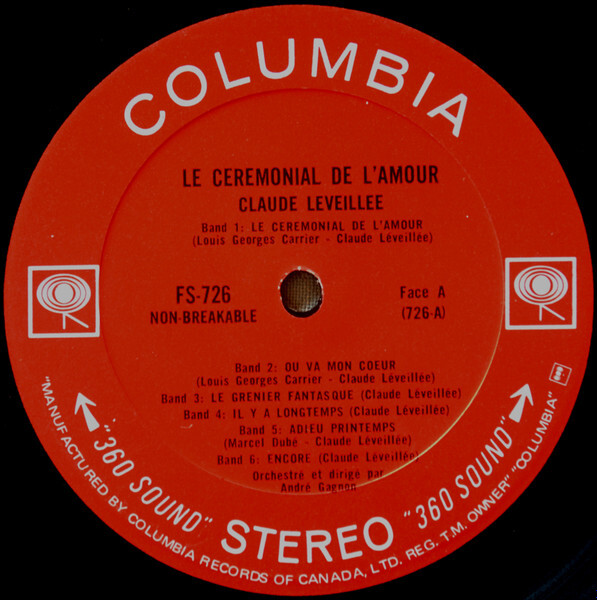 COLUMBIA
LE CEREMONIAL DE L'AMOUR
CLAUDE LEVEILLEE
Band 1: LE CEREMONIAL DE L'AMOUR
(Louis Georges Carrier - Claude Léveillée)
FS-726
NON-BREAKABLE
Face A
(726-A)
Band 2: OU VA MON COEUR
(Louis Georges Carrier - Claude Léveillée)
Band 3: LE GRENIER FANTASQUE (Claude Léveillée)
Band 4: IL Y A LONGTEMPS (Claude Léveillée)
Band 5: ADIEU PRINTEMPS
(Marcel Dubé - Claude Léveillée)
Band 6: ENCORE (Claude Léveillée)
Orchestré et dirigé par
André Gagnon
"360 SOUND" STEREO "360 SOUND"
"MANUFACTURED BY COLUMBIA RECORDS OF CANADA, LTD. REG. T.M. OWNER" "COLUMBIA"